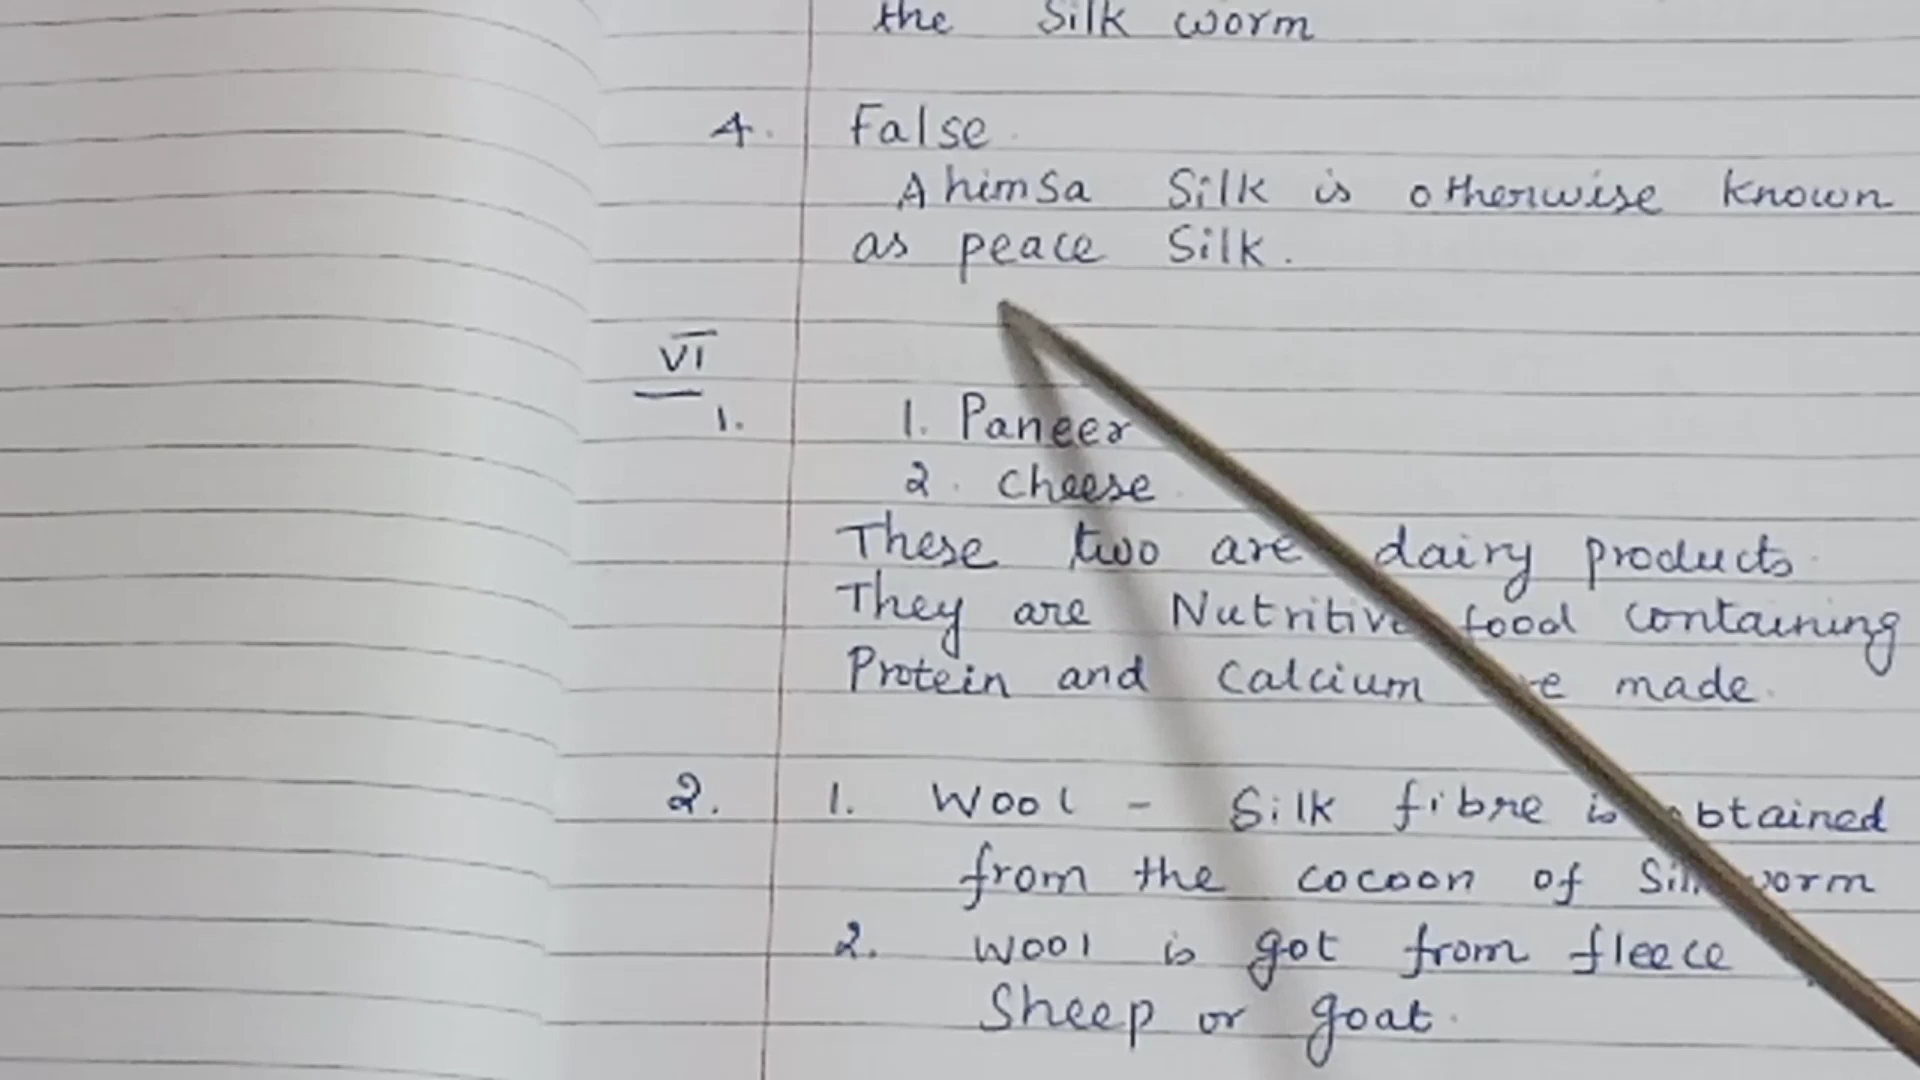 the Silk worm
4. False.
Ahimsa Silk is otherwise known
as peace Silk.
VI
1. 1. Paneer
2. Cheese
These two are dairy products.
They are Nutritive food containing
Protein and Calcium made.
2. 1. Wool - Silk fibre is obtained
from the cocoon of Silkworm
2. Wool is got from fleece
Sheep or goat.